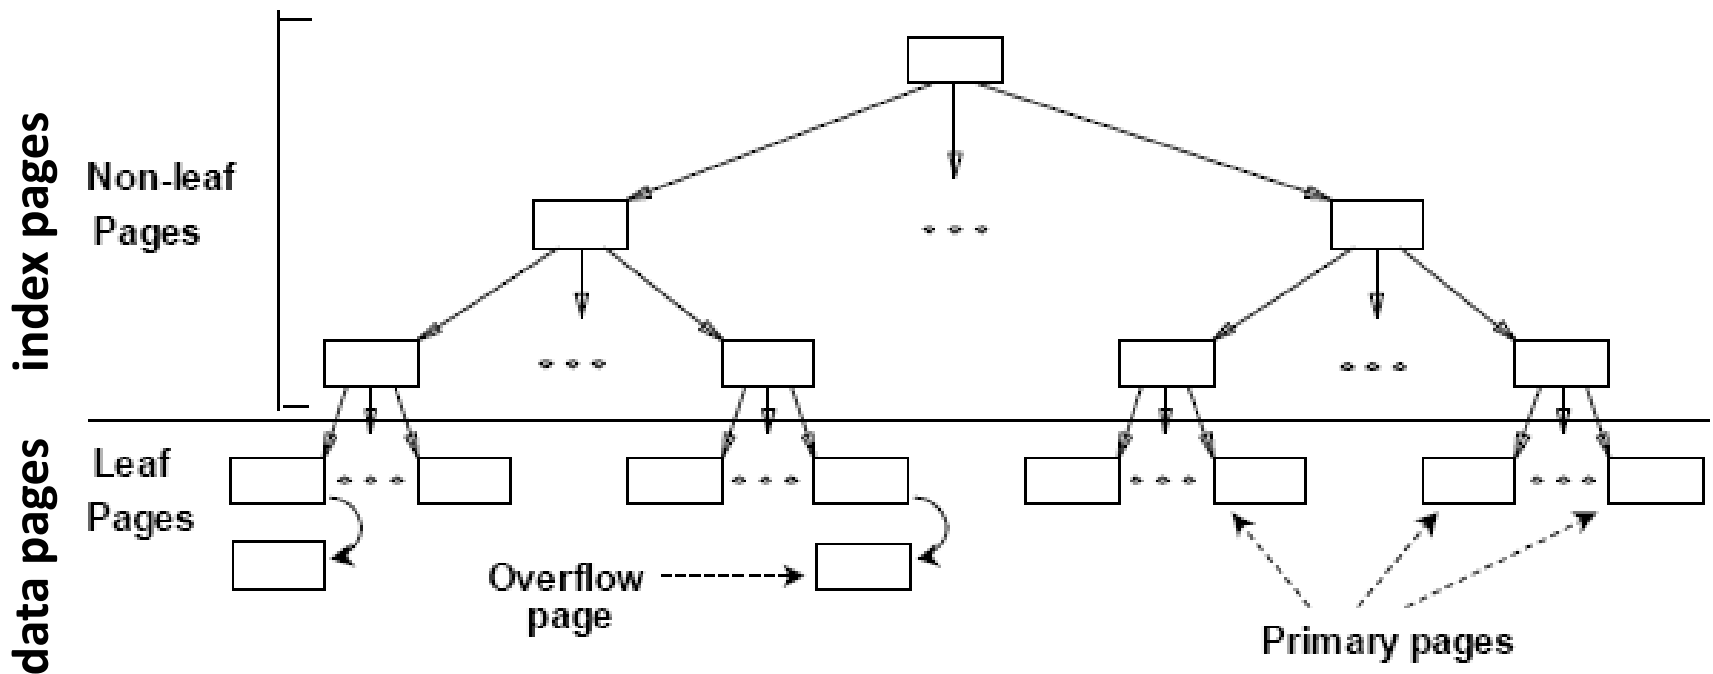 index pages
Non-leaf
Pages
data pages
Leaf
Pages
Overflow
page
Primary pages